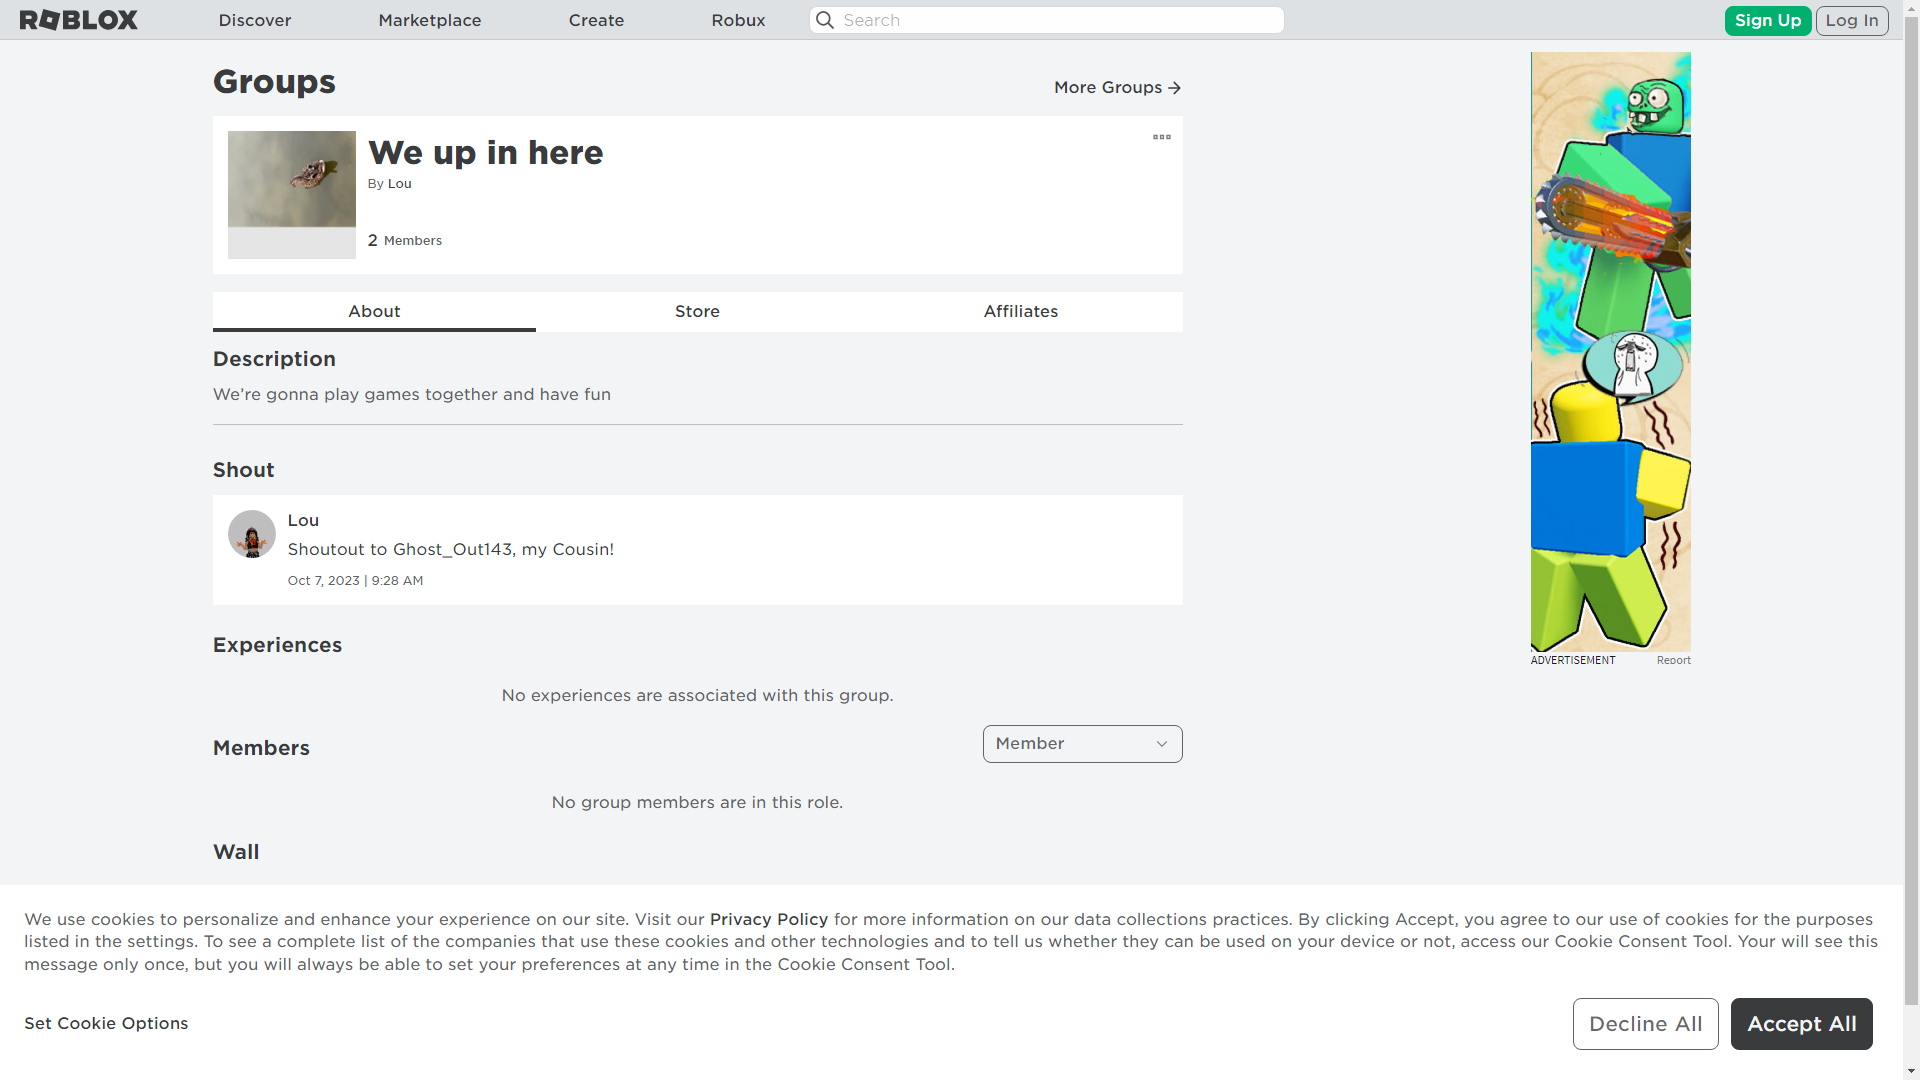 ROBLOX
Discover
Marketplace
Create
Robux
Search
Sign Up
Log In
Groups
More Groups
We up in here
By Lou
2 Members
About
Store
Affiliates
Description
We’re gonna play games together and have fun
Shout
Lou
Shoutout to Ghost_Out143, my Cousin!
Oct 7, 2023 | 9:28 AM
Experiences
No experiences are associated with this group.
Members
Member
No group members are in this role.
Wall
ADVERTISEMENT
Report
We use cookies to personalize and enhance your experience on our site. Visit our Privacy Policy for more information on our data collections practices. By clicking Accept, you agree to our use of cookies for the purposes
listed in the settings. To see a complete list of the companies that use these cookies and other technologies and to tell us whether they can be used on your device or not, access our Cookie Consent Tool. Your will see this
message only once, but you will always be able to set your preferences at any time in the Cookie Consent Tool.
Set Cookie Options
Decline All
Accept All